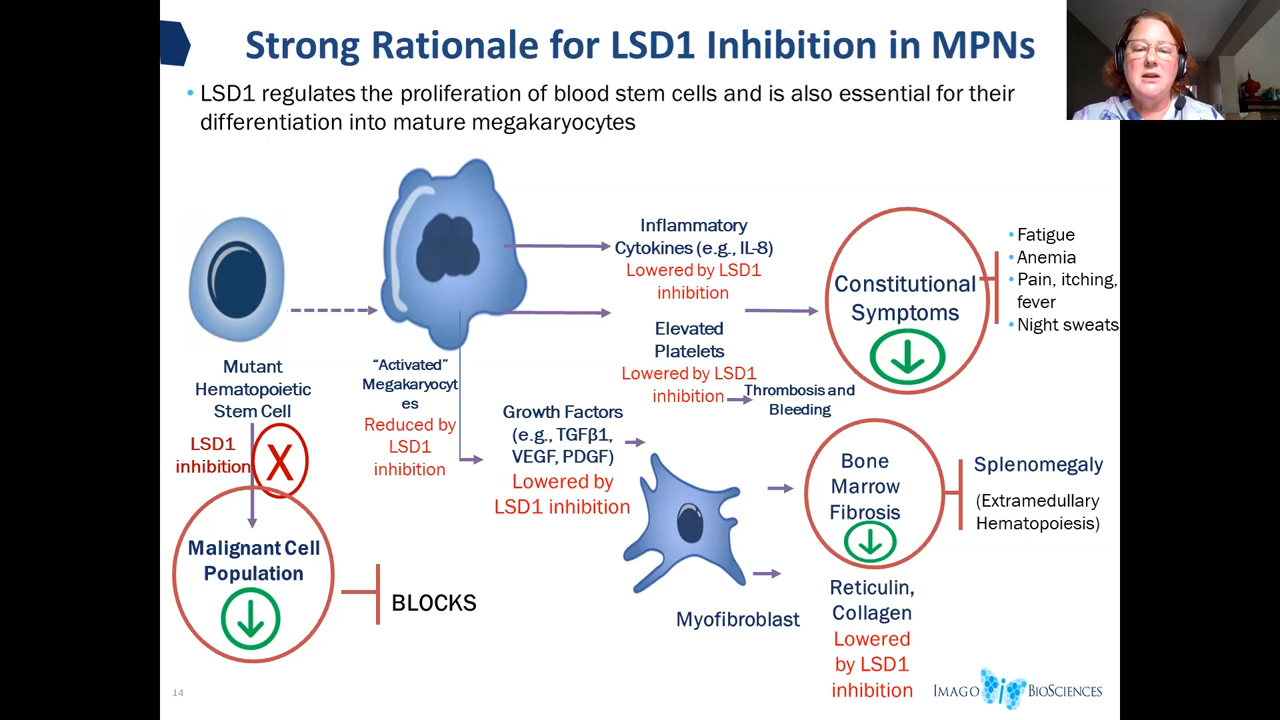 Strong Rationale for LSD1 Inhibition in MPNs
• LSD1 regulates the proliferation of blood stem cells and is also essential for their
differentiation into mature megakaryocytes
Mutant
Hematopoietic
Stem Cell
LSD1
inhibition
X
Malignant Cell
Population
BLOCKS
“Activated”
Megakaryocyt
es
Reduced by
LSD1
inhibition
Growth Factors
(e.g., TGFβ1,
VEGF, PDGF)
Lowered by
LSD1 inhibition
Inflammatory
Cytokines (e.g., IL-8)
Lowered by LSD1
inhibition
Elevated
Platelets
Lowered by LSD1
inhibition
Thrombosis and
Bleeding
Constitutional
Symptoms
• Fatigue
• Anemia
• Pain, itching,
fever
• Night sweats
Myofibroblast
Bone
Marrow
Fibrosis
Splenomegaly
(Extramedullary
Hematopoiesis)
Reticulin,
Collagen
Lowered
by LSD1
inhibition
14
IMAGO BIOSCIENCES